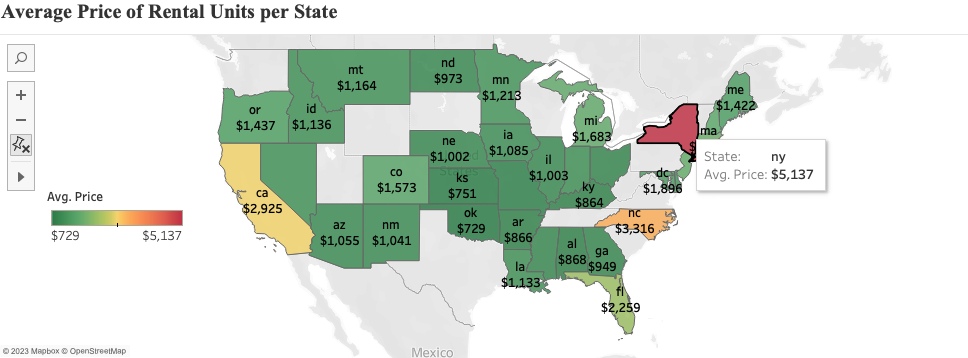 Average Price of Rental Units per State
mt
$1,164
nd
$973
mn
$1,213
me
$1,422
or
$1,437
id
$1,136
mi
$1,683
ma
$
State: ny
Avg. Price: $5,137
ne
$1,002
ia
$1,085
il
$1,003
co
$1,573
ks
$751
ky
$864
dc
$1,896
Avg. Price
$729
$5,137
ca
$2,925
az
$1,055
nm
$1,041
ok
$729
ar
$866
nc
$3,316
al
$868
ga
$949
la
$1,133
fl
$2,259
Mexico
© 2023 Mapbox © OpenStreetMap